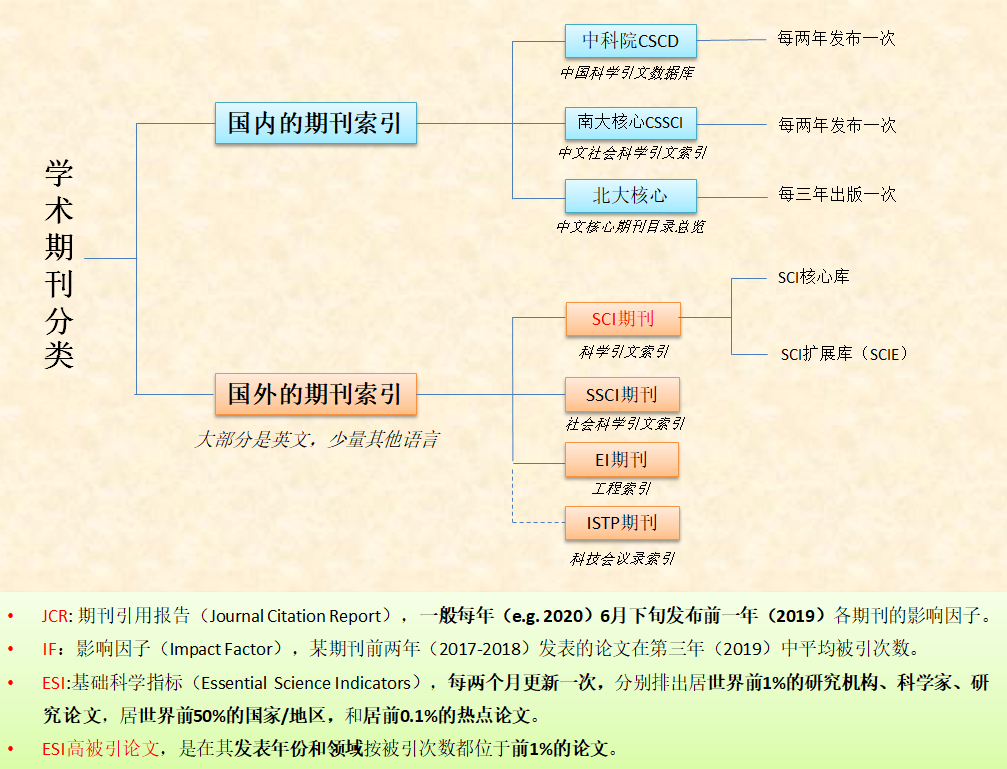 学术期刊分类
国内的期刊索引
中科院CSCD
中国科学引文数据库
每两年发布一次
南大核心CSSCI
中文社会科学引文索引
每两年发布一次
北大核心
中文核心期刊目录总览
每三年出版一次
国外的期刊索引
大部分是英文，少量其他语言
SCI期刊
科学引文索引
SCI核心库
SCI扩展库（SCIE）
SSCI期刊
社会科学引文索引
EI期刊
工程索引
ISTP期刊
科技会议录索引
• JCR: 期刊引用报告（Journal Citation Report），一般每年（e.g. 2020）6月下旬发布前一年（2019）各期刊的影响因子。
• IF：影响因子（Impact Factor），某期刊前两年（2017-2018）发表的论文在第三年（2019）中平均被引次数。
• ESI:基础科学指标（Essential Science Indicators），每两个月更新一次，分别排出居世界前1%的研究机构、科学家、研
究论文，居世界前50%的国家/地区，和居前0.1%的热点论文。
• ESI高被引论文，是在其发表年份和领域按被引次数都位于前1%的论文。